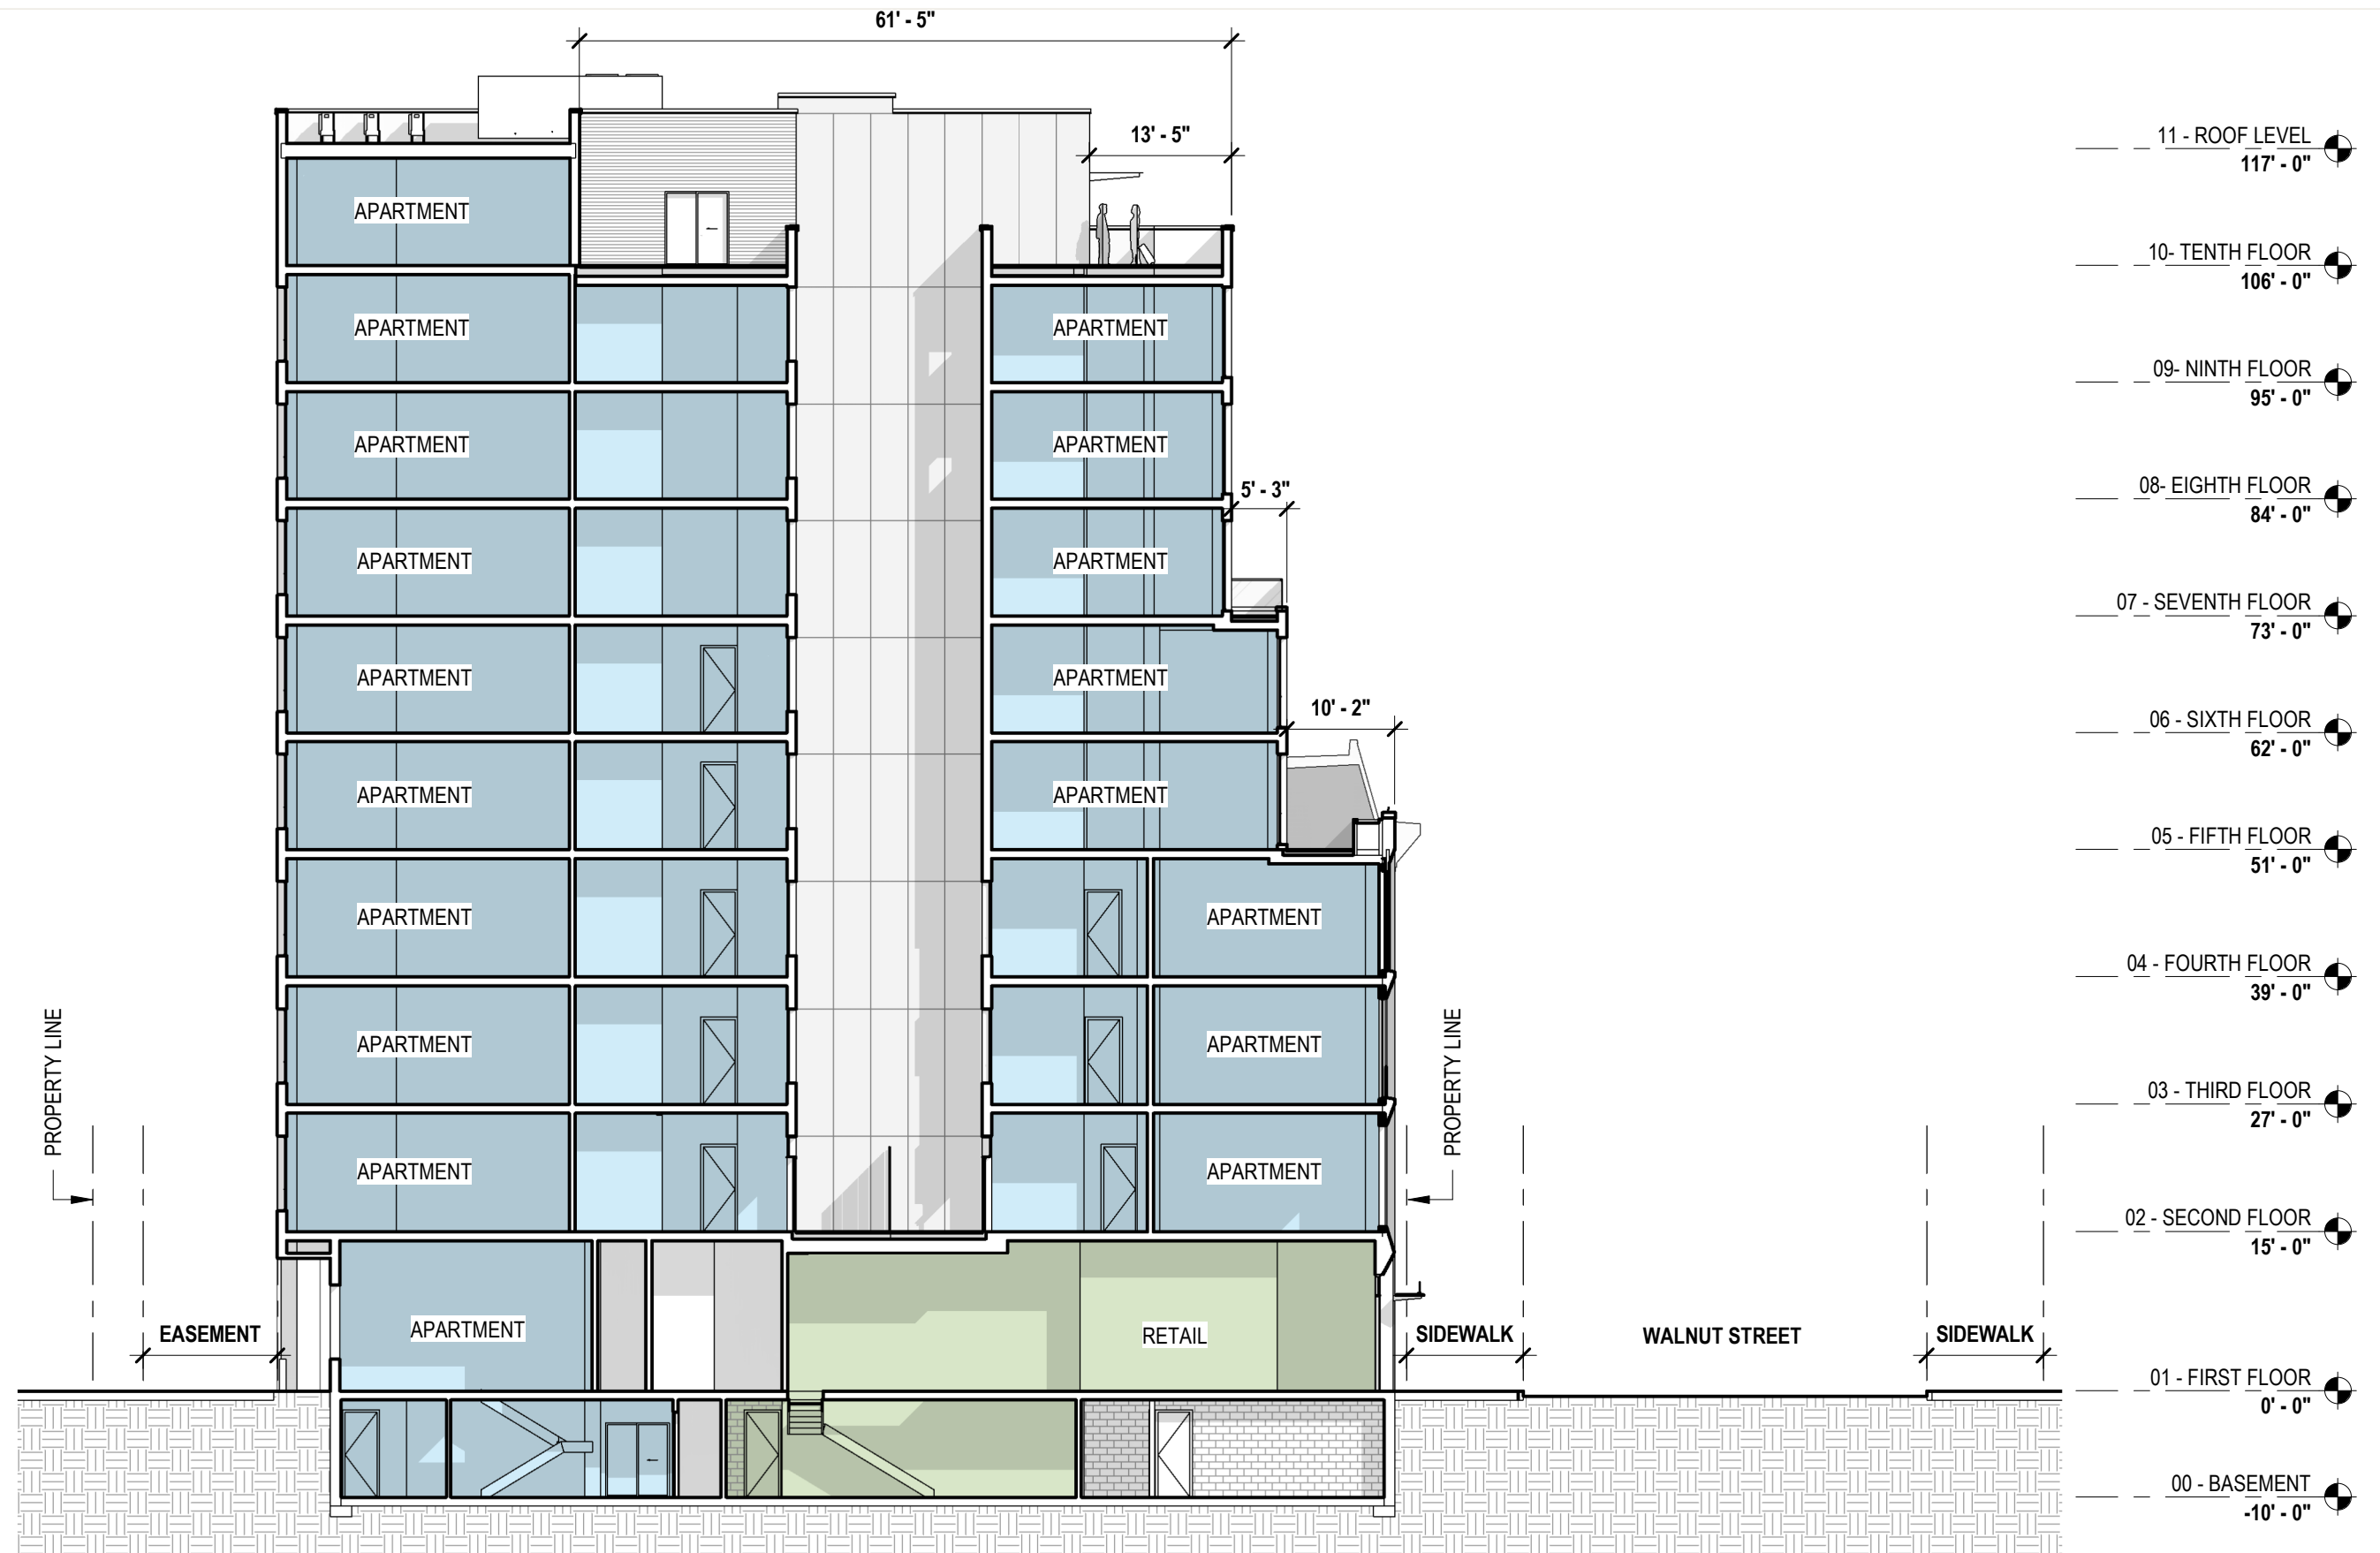 61' - 5"
13' - 5"
11 - ROOF LEVEL
117' - 0"
APARTMENT
10- TENTH FLOOR
106' - 0"
APARTMENT
APARTMENT
09- NINTH FLOOR
95' - 0"
APARTMENT
APARTMENT
5' - 3"
08- EIGHTH FLOOR
84' - 0"
APARTMENT
APARTMENT
07 - SEVENTH FLOOR
73' - 0"
APARTMENT
APARTMENT
10' - 2"
06 - SIXTH FLOOR
62' - 0"
APARTMENT
APARTMENT
05 - FIFTH FLOOR
51' - 0"
APARTMENT
APARTMENT
04 - FOURTH FLOOR
39' - 0"
APARTMENT
APARTMENT
PROPERTY LINE
PROPERTY LINE
03 - THIRD FLOOR
27' - 0"
APARTMENT
APARTMENT
02 - SECOND FLOOR
15' - 0"
EASEMENT
APARTMENT
RETAIL
SIDEWALK
WALNUT STREET
SIDEWALK
01 - FIRST FLOOR
0' - 0"
00 - BASEMENT
-10' - 0"